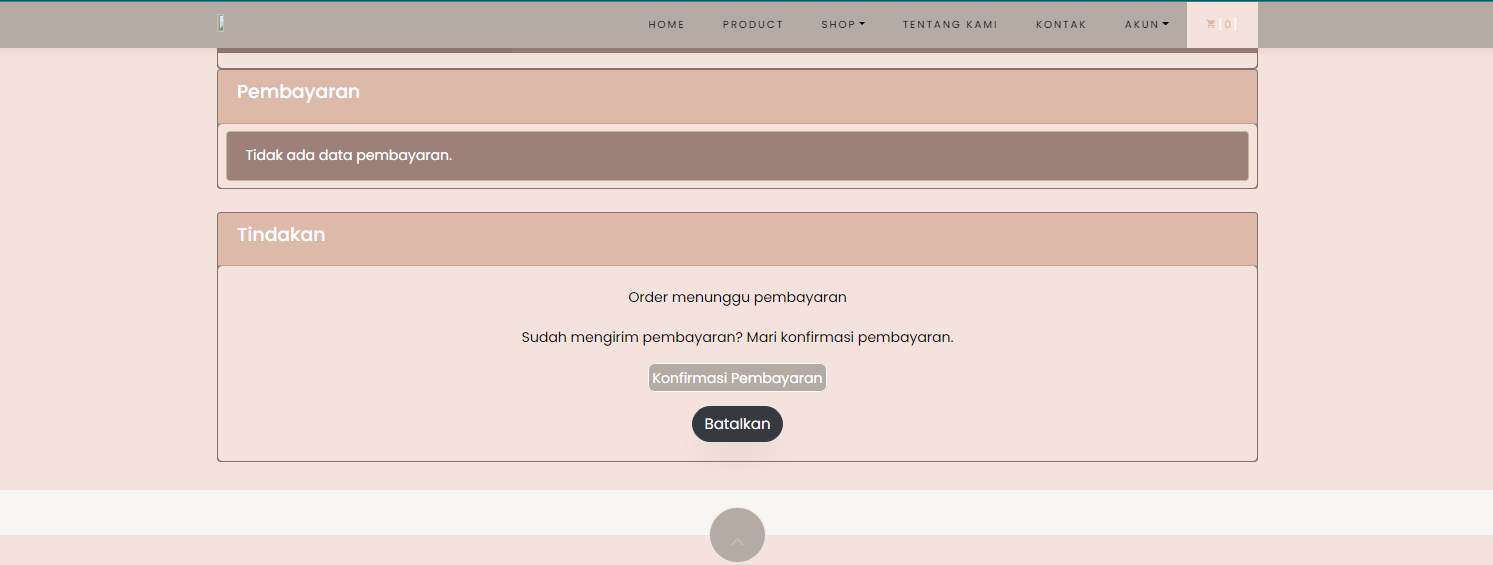 HOME PRODUCT SHOP TENTANG KAMI KONTAK AKUN [0]
Pembayaran
Tidak ada data pembayaran.
Tindakan
Order menunggu pembayaran
Sudah mengirim pembayaran? Mari konfirmasi pembayaran.
Konfirmasi Pembayaran
Batalkan